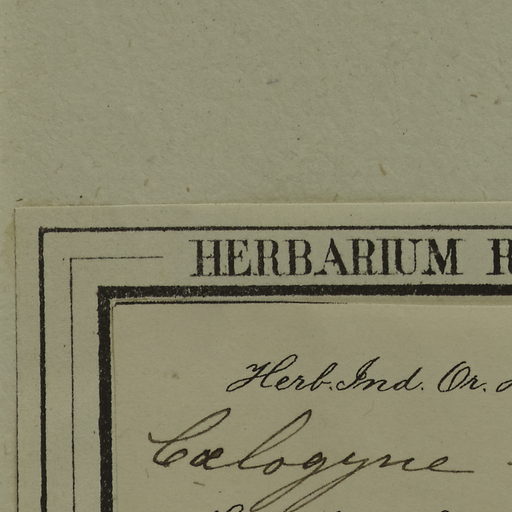 HERBARIUM R
Herb. Ind. Or.
Cœlogyne